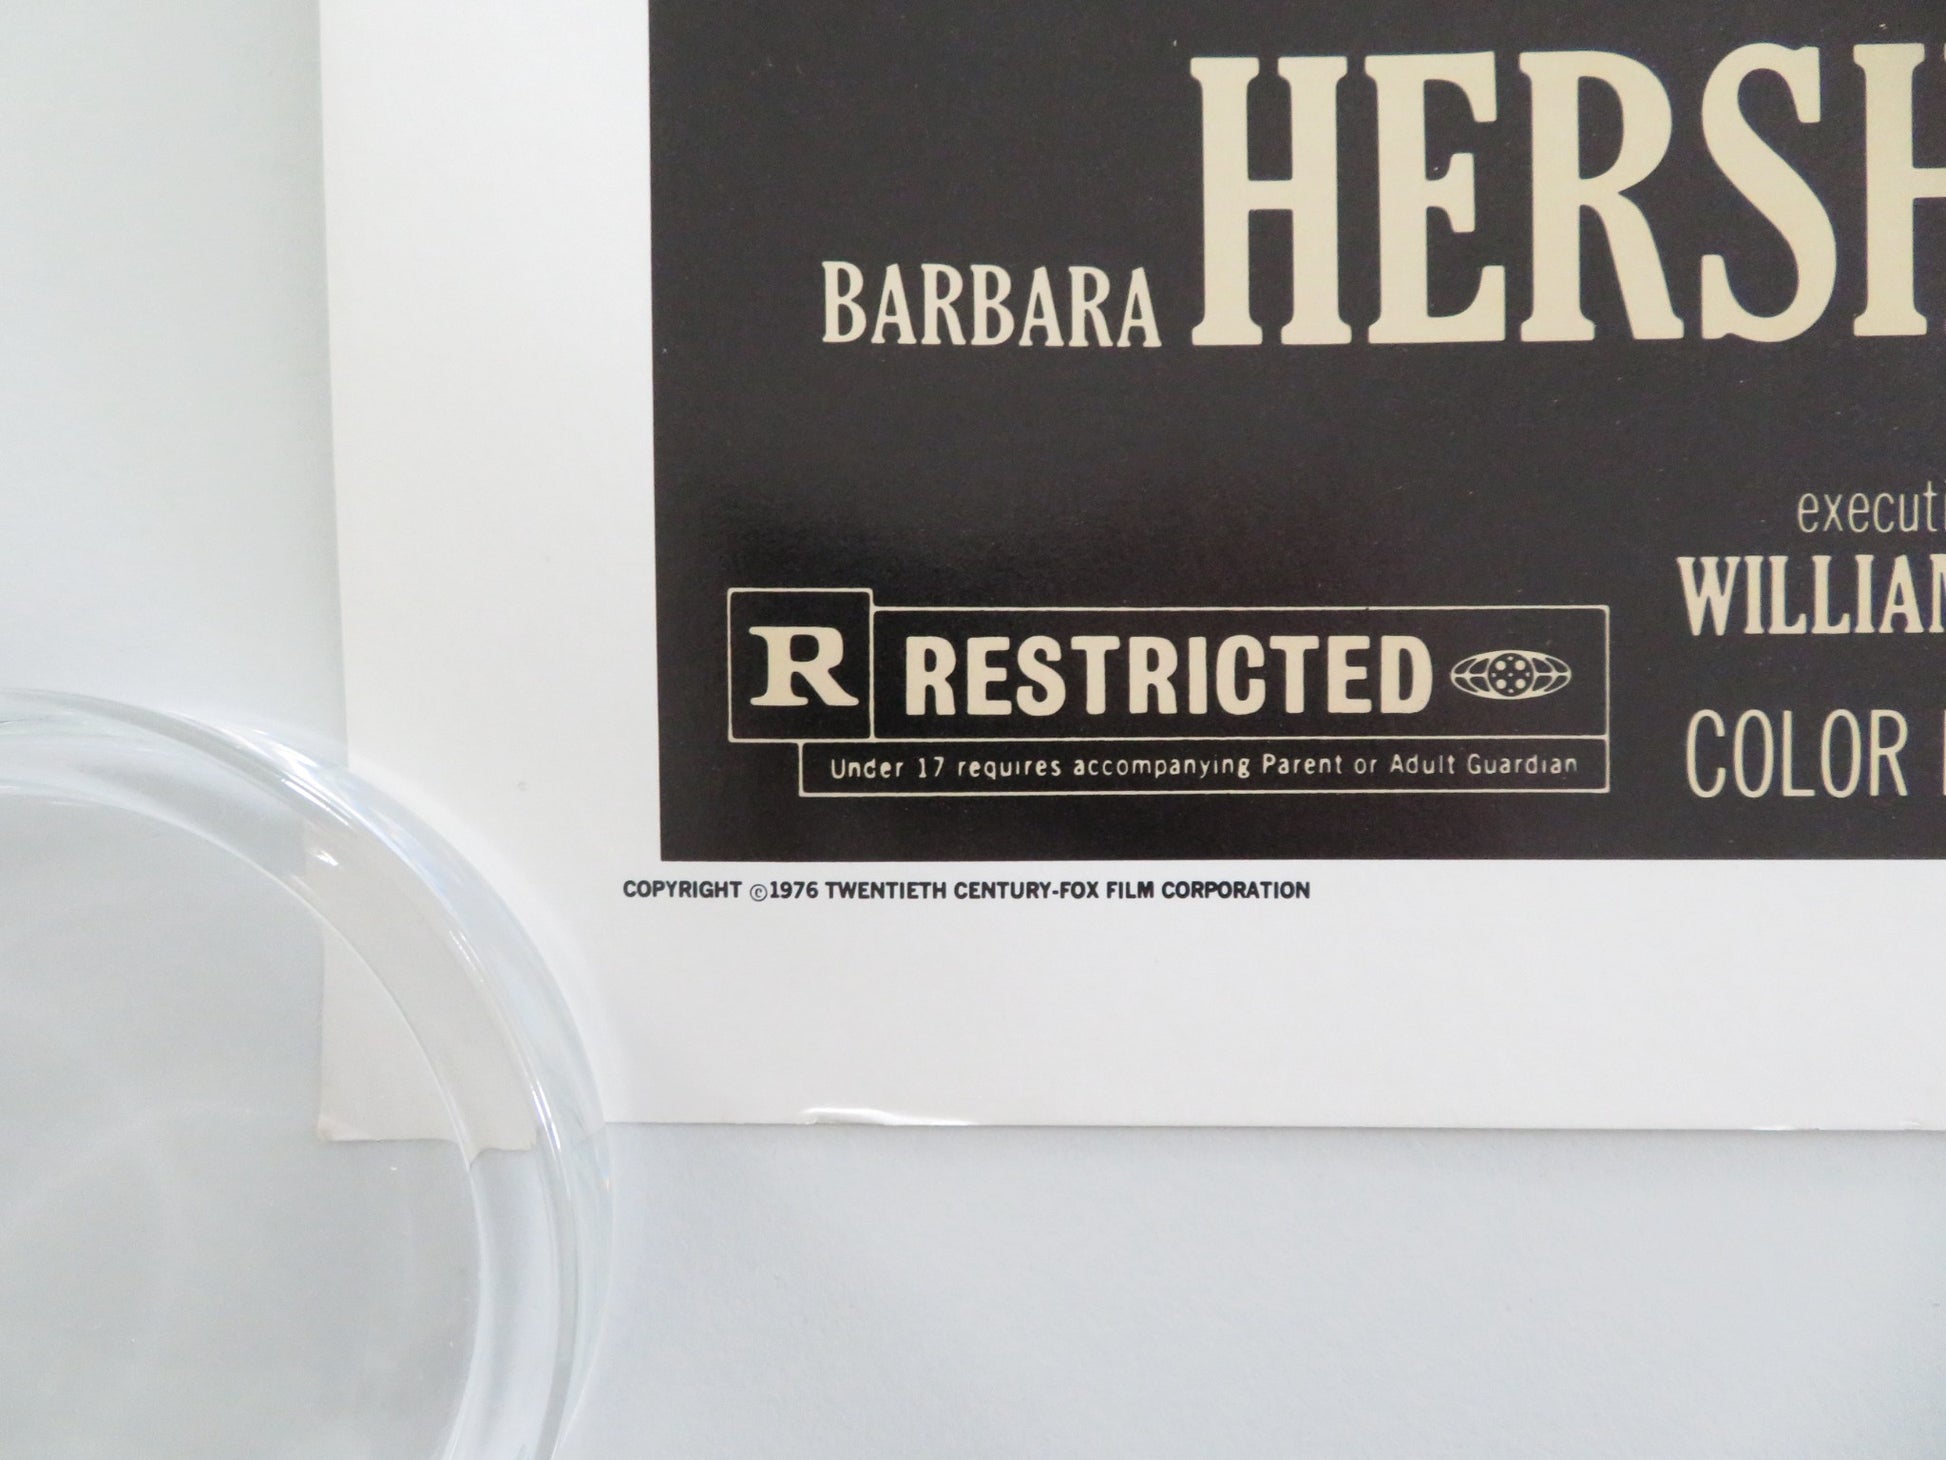 BARBARA HERSH
executi
WILLIAM
R RESTRICTED
Under 17 requires accompanying Parent or Adult Guardian
COLOR
COPYRIGHT ©1976 TWENTIETH CENTURY-FOX FILM CORPORATION